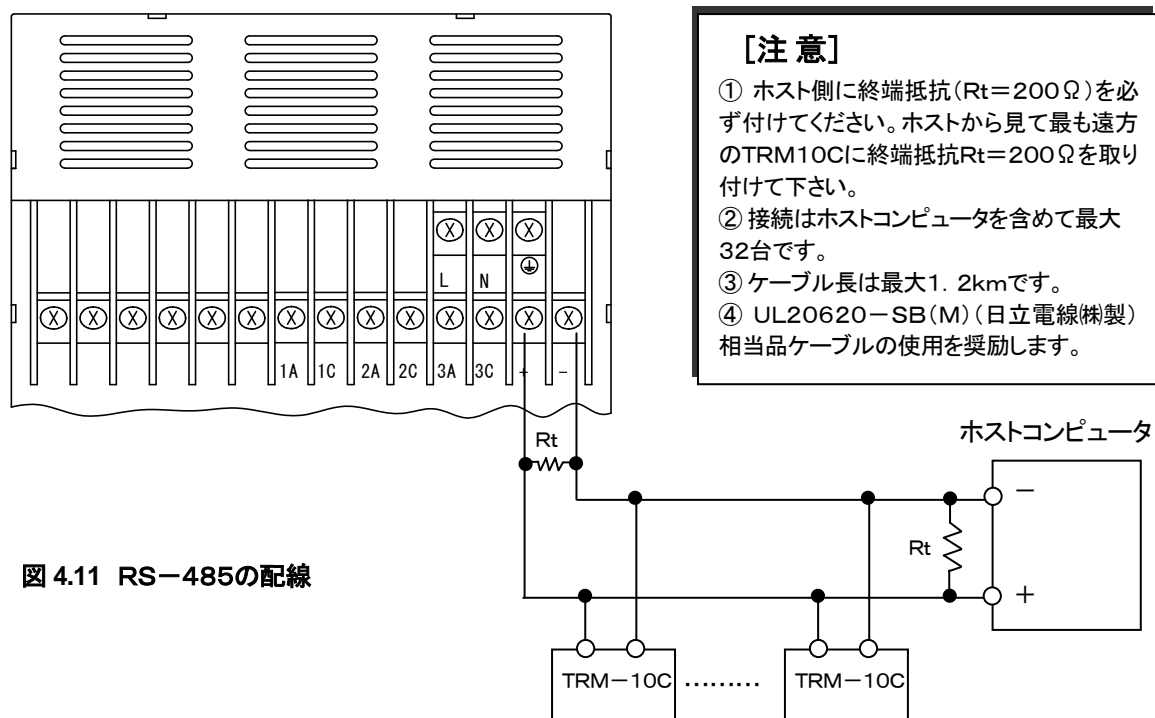 [注 意]
① ホスト側に終端抵抗(Rt=200Ω)を必
ず付けてください。ホストから見て最も遠方
のTRM10Cに終端抵抗Rt=200Ωを取り
付けて下さい。
② 接続はホストコンピュータを含めて最大
32台です。
③ ケーブル長は最大1. 2kmです。
④ UL20620-SB(M)(日立電線㈱製)
相当品ケーブルの使用を奨励します。
L N
1A 1C 2A 2C 3A 3C + -
Rt
ホストコンピュータ
-
Rt
+
図 4.11 RS-485の配線
TRM-10C ......... TRM-10C